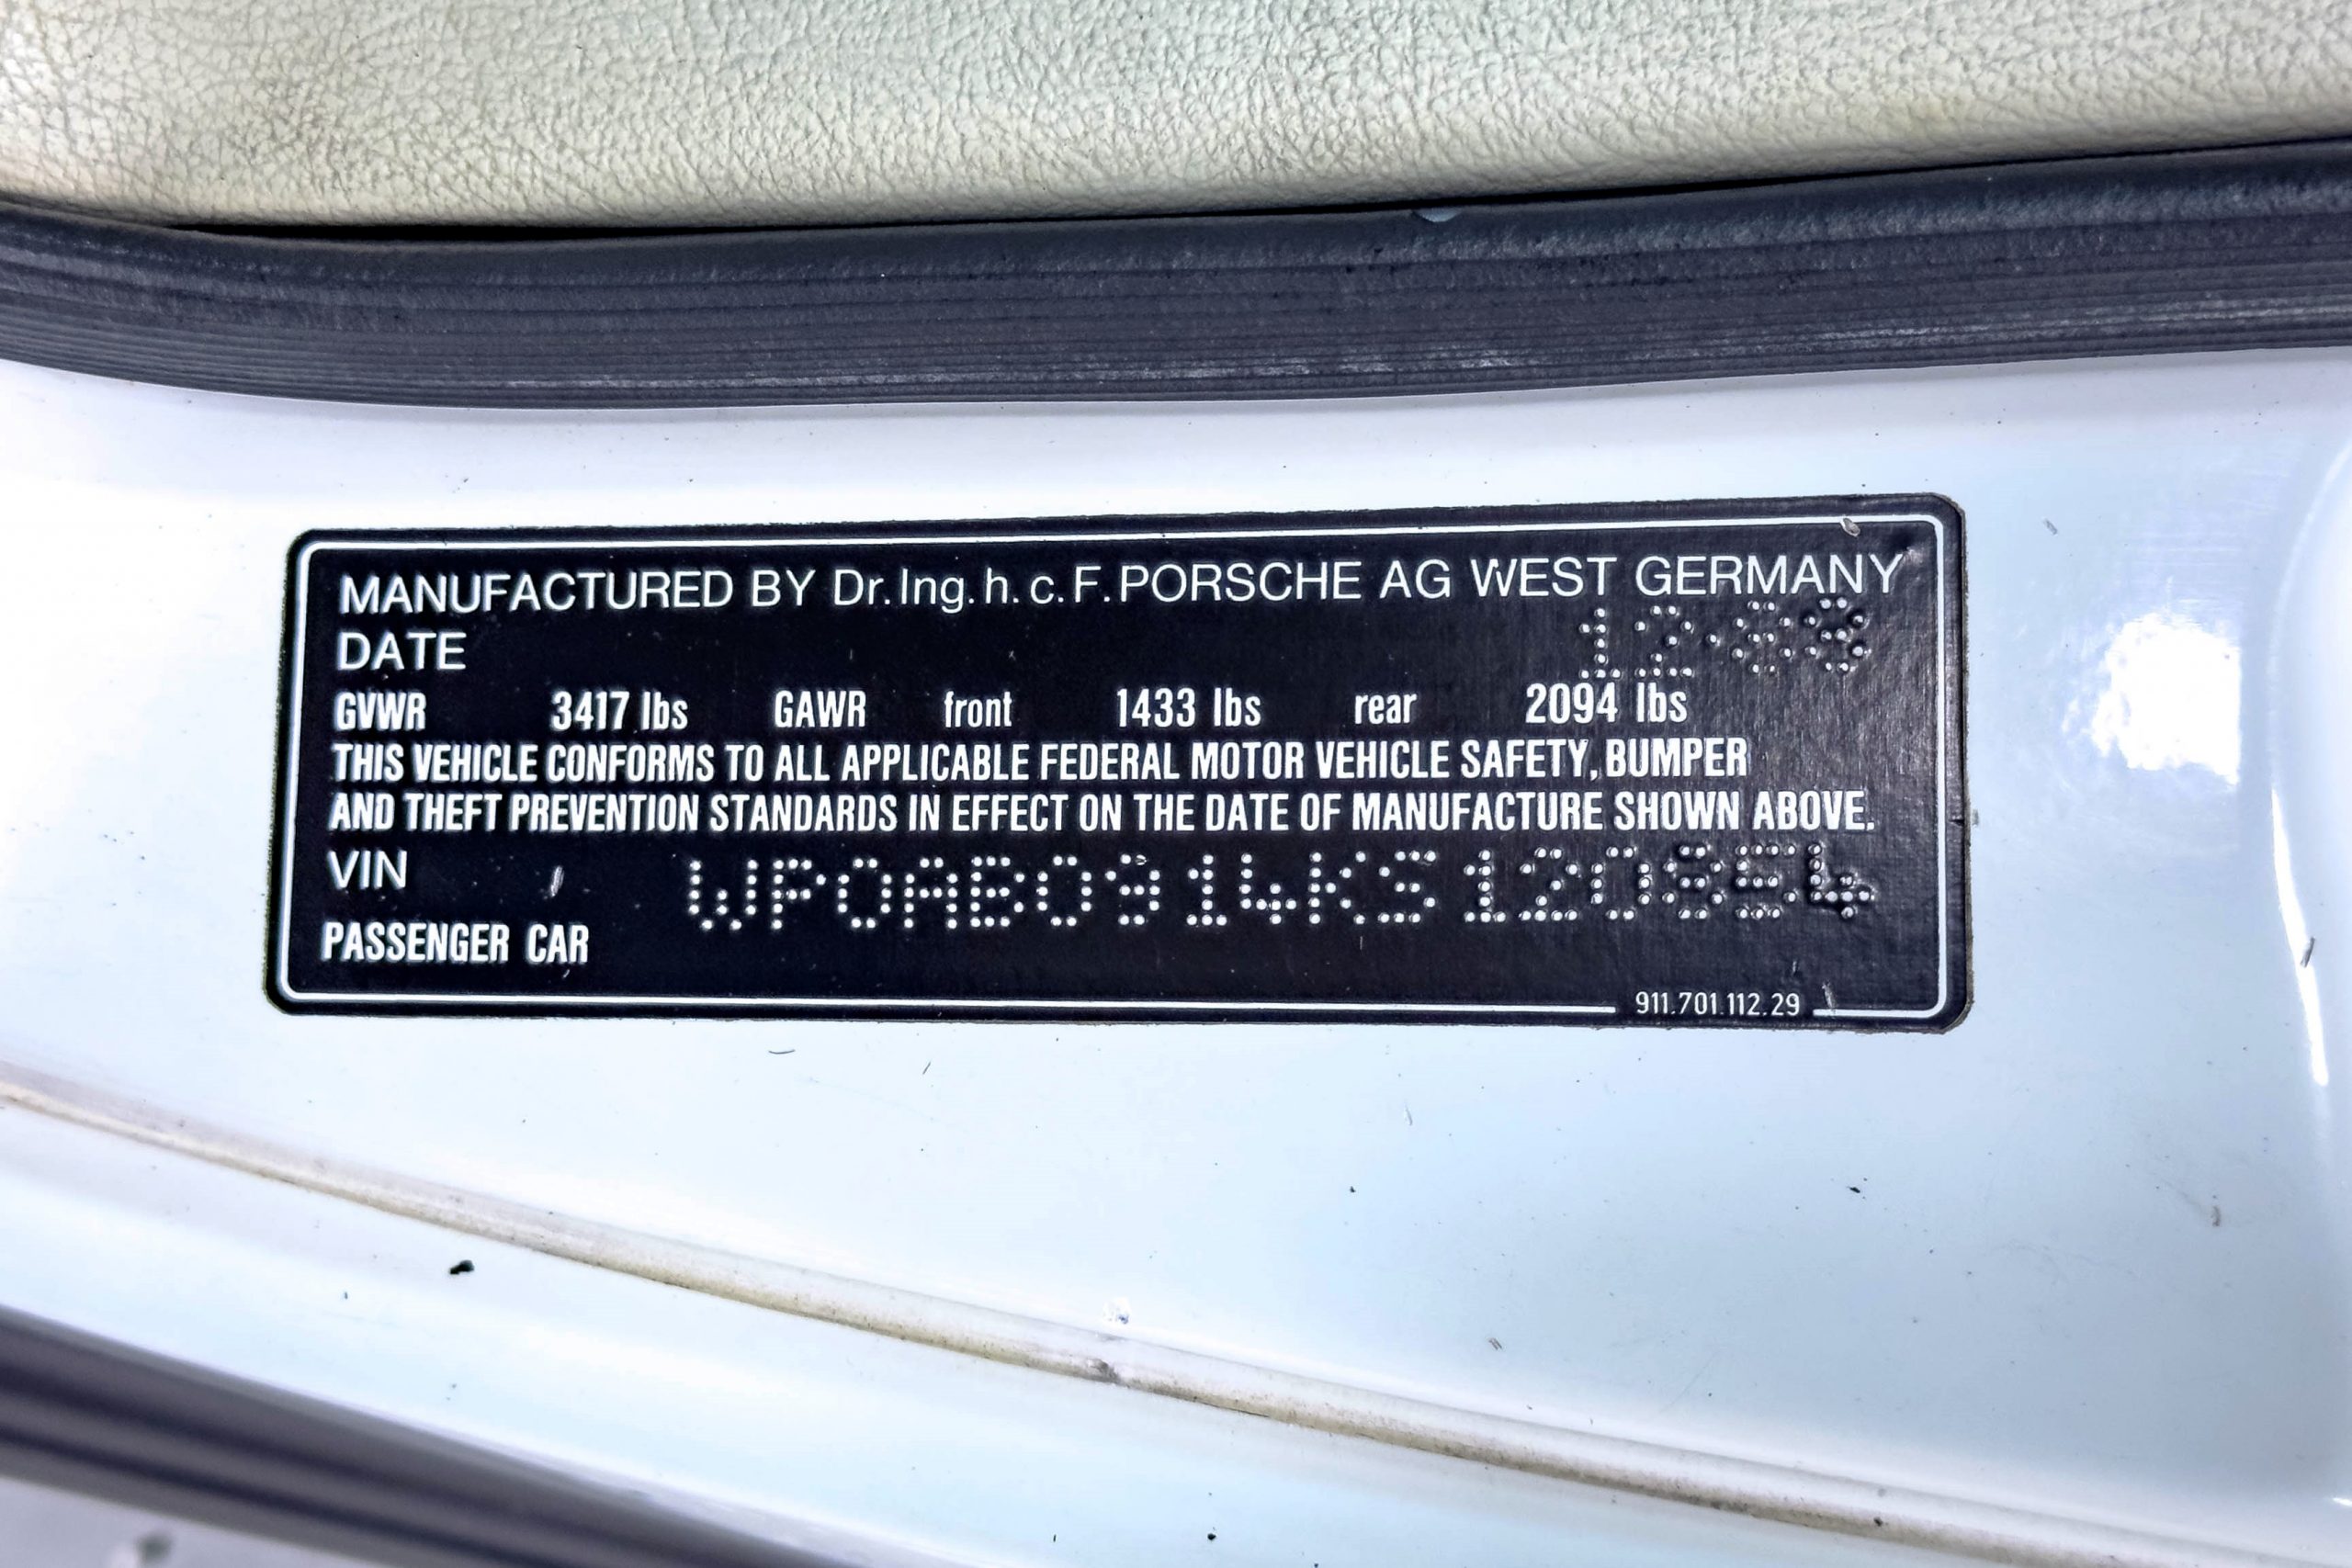 MANUFACTURED BY Dr.Ing.h.c.F.PORSCHE AG WEST GERMANY
DATE 12·88
GVWR 3417 lbs GAWR front 1433 lbs rear 2094 lbs
THIS VEHICLE CONFORMS TO ALL APPLICABLE FEDERAL MOTOR VEHICLE SAFETY, BUMPER
AND THEFT PREVENTION STANDARDS IN EFFECT ON THE DATE OF MANUFACTURE SHOWN ABOVE.
VIN WP0AB0914KS120854
PASSENGER CAR
911.701.112.29